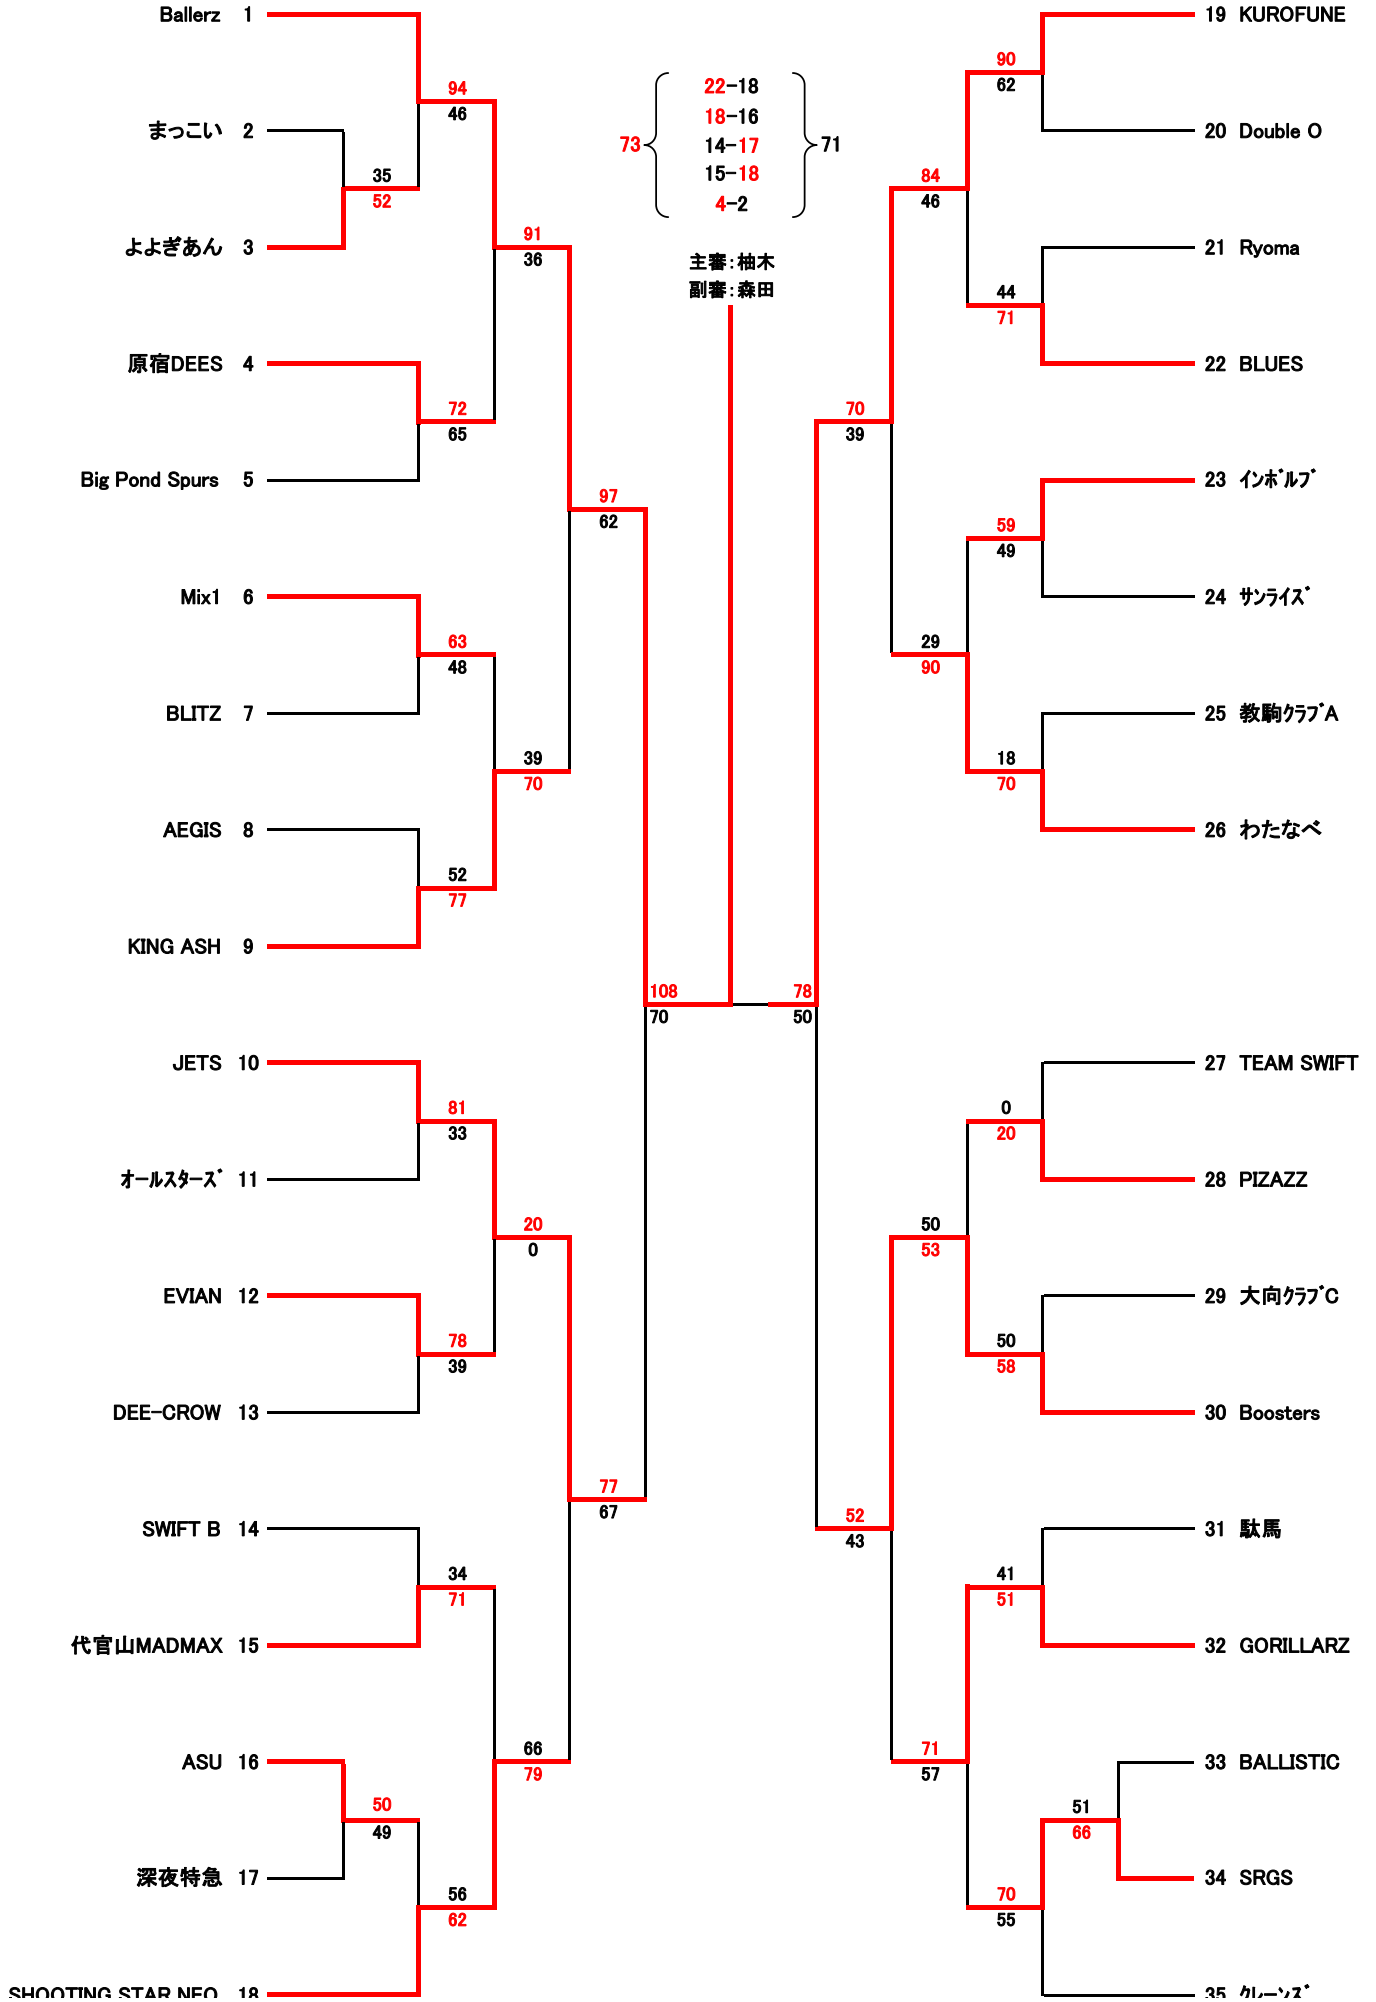 Ballerz 1
94
46
まっこい 2
35
52
よよぎあん 3
91
36
原宿DEES 4
72
65
Big Pond Spurs 5
97
62
Mix1 6
63
48
BLITZ 7
39
70
AEGIS 8
52
77
KING ASH 9
108
70
JETS 10
81
33
オールスターズ 11
20
0
EVIAN 12
78
39
DEE-CROW 13
77
67
SWIFT B 14
34
71
代官山MADMAX 15
66
79
ASU 16
50
49
深夜特急 17
56
62
SHOOTING STAR NEO 18
22-18
18-16
73 14-17 71
15-18
4-2
主審:柚木
副審:森田
19 KUROFUNE
90
62
20 Double O
84
46
21 Ryoma
44
71
22 BLUES
70
39
23 インボルブ
59
49
24 サンライズ
29
90
25 教駒クラブA
18
70
26 わたなべ
78
50
27 TEAM SWIFT
0
20
28 PIZAZZ
50
53
29 大向クラブC
50
58
30 Boosters
52
43
31 駄馬
41
51
32 GORILLARZ
71
57
33 BALLISTIC
51
66
34 SRGS
70
55
35 クレーンズ